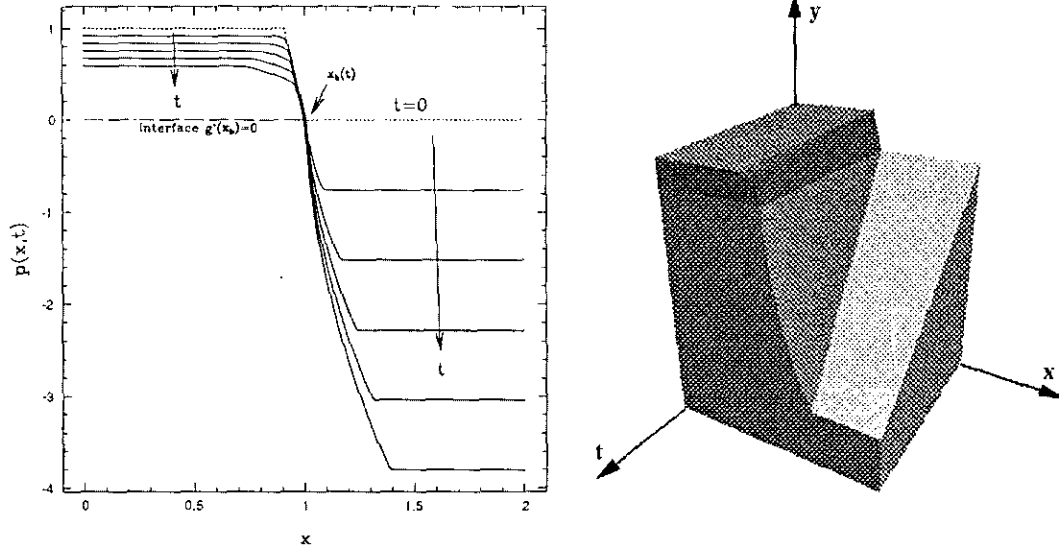 1
0
-1
-2
-3
-4
p(x,t)
0
0.5
1
1.5
2
x
t
x_b(t)
t=0
Interface g'(x_b)=0
t
y
x
t